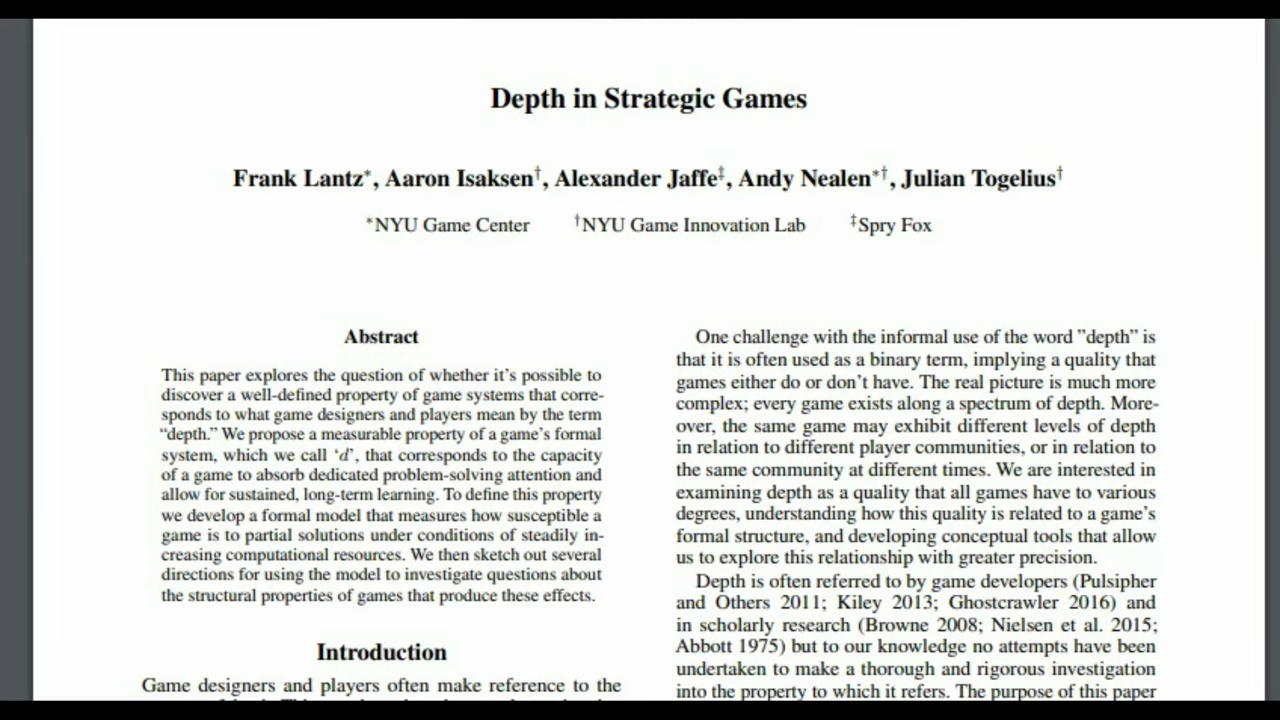 Depth in Strategic Games
Frank Lantz*, Aaron Isaksen†, Alexander Jaffe‡, Andy Nealen*†, Julian Togelius†
*NYU Game Center †NYU Game Innovation Lab ‡Spry Fox
Abstract
This paper explores the question of whether it's possible to
discover a well-defined property of game systems that corre-
sponds to what game designers and players mean by the term
“depth.” We propose a measurable property of a game's formal
system, which we call ‘d’, that corresponds to the capacity
of a game to absorb dedicated problem-solving attention and
allow for sustained, long-term learning. To define this property
we develop a formal model that measures how susceptible a
game is to partial solutions under conditions of steadily in-
creasing computational resources. We then sketch out several
directions for using the model to investigate questions about
the structural properties of games that produce these effects.
Introduction
Game designers and players often make reference to the
One challenge with the informal use of the word ”depth” is
that it is often used as a binary term, implying a quality that
games either do or don't have. The real picture is much more
complex; every game exists along a spectrum of depth. More-
over, the same game may exhibit different levels of depth
in relation to different player communities, or in relation to
the same community at different times. We are interested in
examining depth as a quality that all games have to various
degrees, understanding how this quality is related to a game's
formal structure, and developing conceptual tools that allow
us to explore this relationship with greater precision.
Depth is often referred to by game developers (Pulsipher
and Others 2011; Kiley 2013; Ghostcrawler 2016) and
in scholarly research (Browne 2008; Nielsen et al. 2015;
Abbott 1975) but to our knowledge no attempts have been
undertaken to make a thorough and rigorous investigation
into the property to which it refers. The purpose of this paper